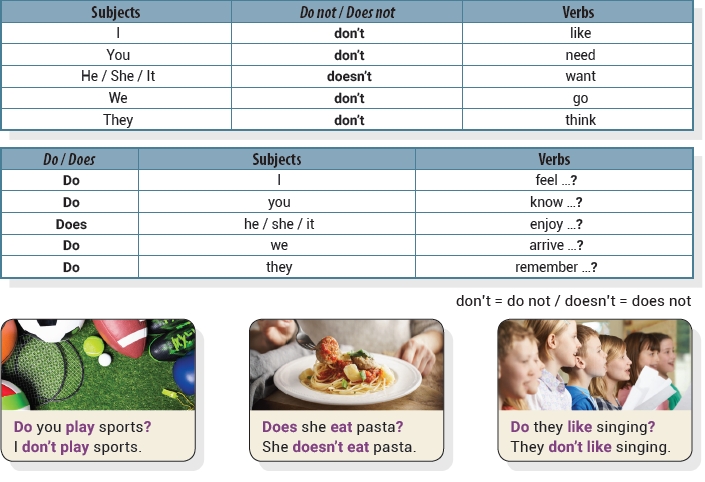 Subjects Do not / Does not Verbs
I don't like
You don't need
He / She / It doesn't want
We don't go
They don't think
Do / Does Subjects Verbs
Do I feel ...?
Do you know ...?
Does he / she / it enjoy ...?
Do we arrive ...?
Do they remember ...?
don't = do not / doesn't = does not
Do you play sports?
I don't play sports.
Does she eat pasta?
She doesn't eat pasta.
Do they like singing?
They don't like singing.